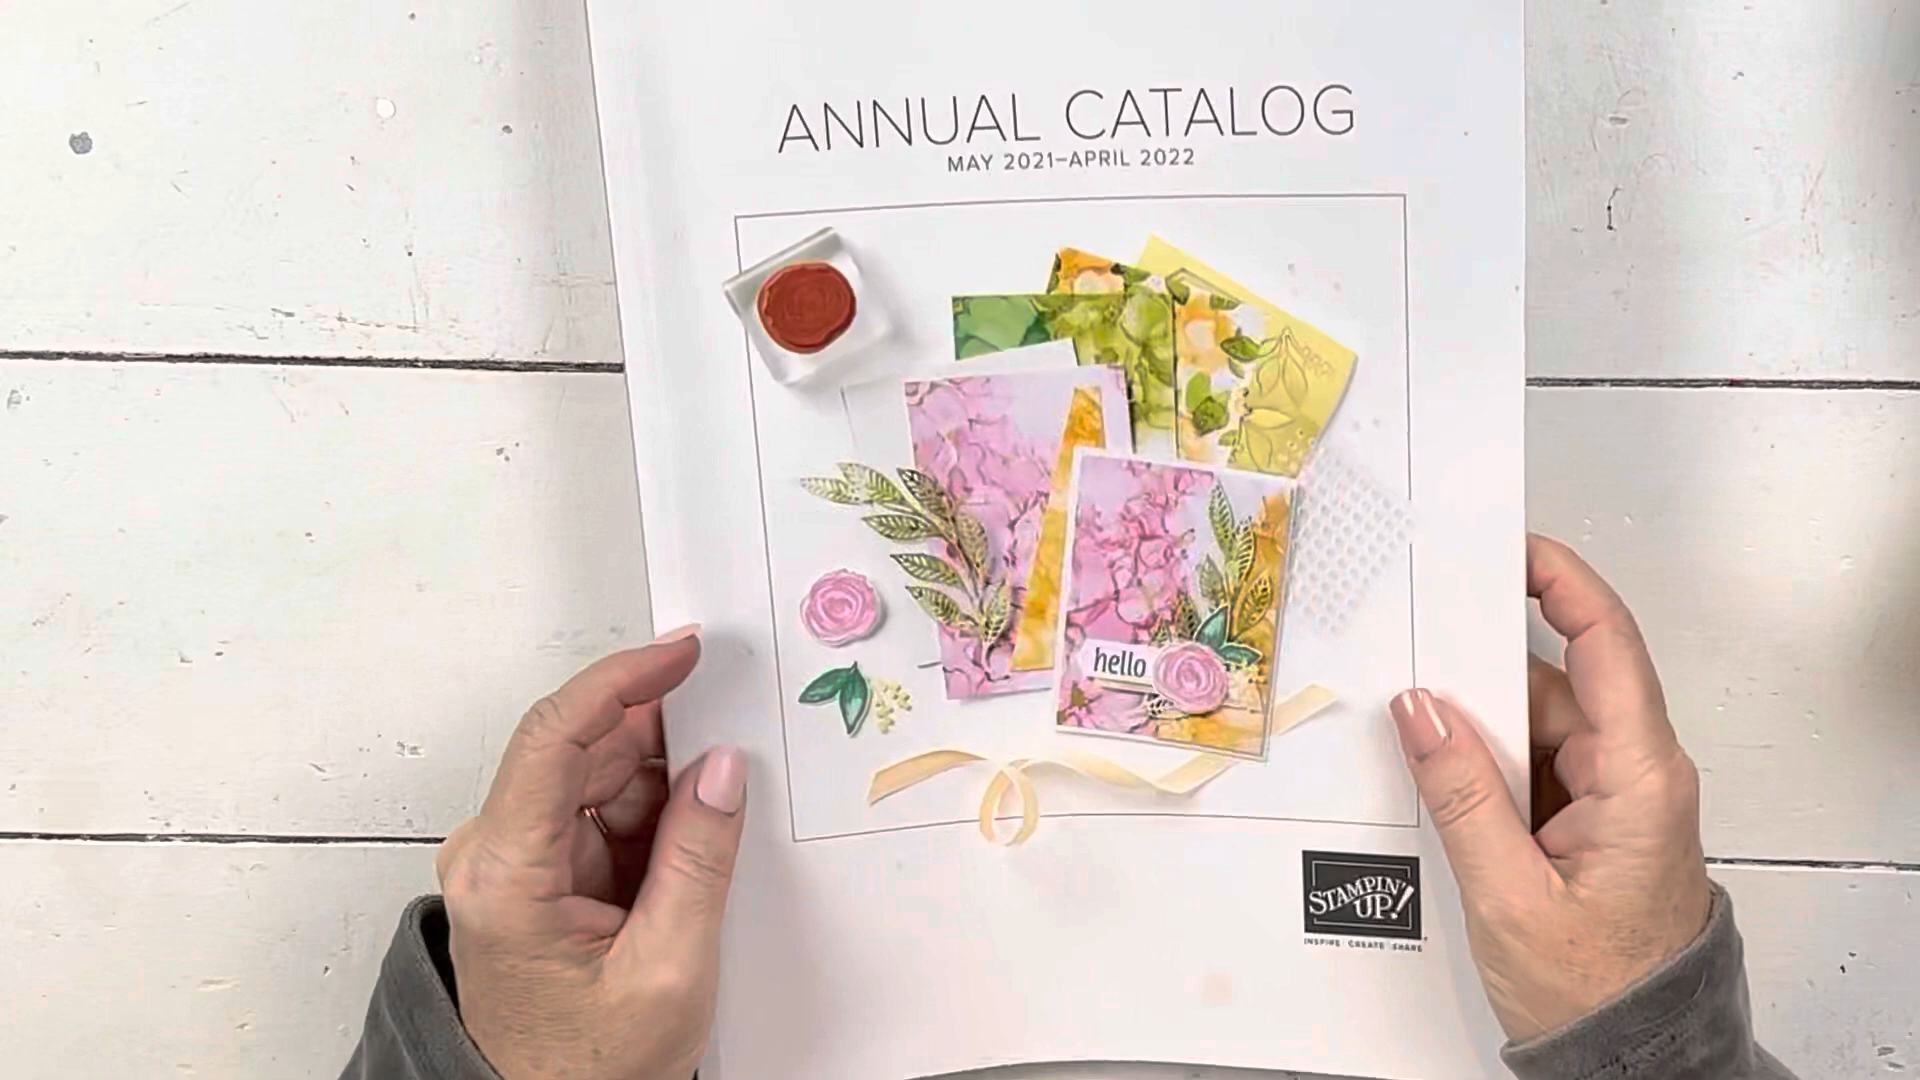 ANNUAL CATALOG
MAY 2021–APRIL 2022
hello
STAMPIN'
UP!
INSPIRE CREATE SHARE